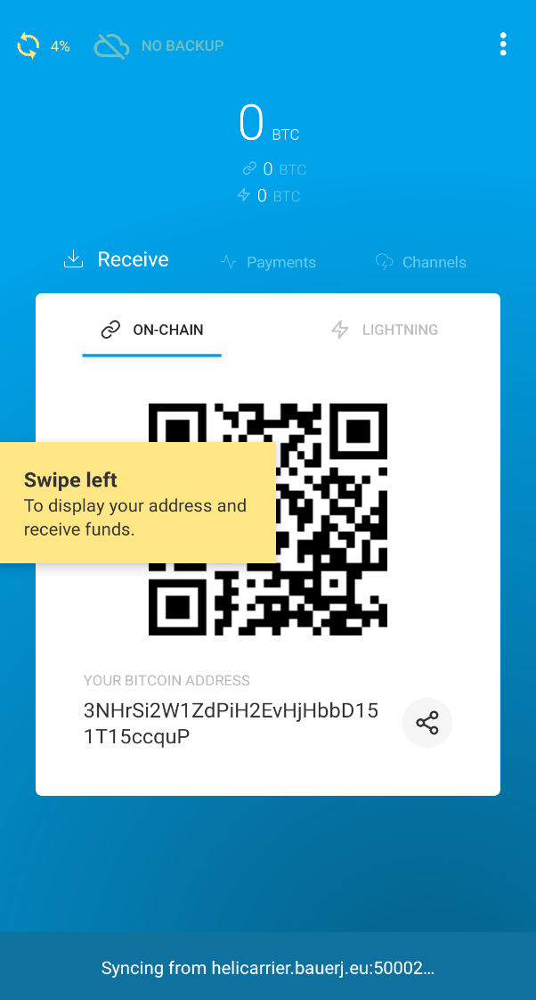 4%
NO BACKUP
0 BTC
0 BTC
0 BTC
Receive
Payments
Channels
ON-CHAIN
LIGHTNING
Swipe left
To display your address and
receive funds.
YOUR BITCOIN ADDRESS
3NHrSi2W1ZdPiH2EvHjHbbD15
1T15ccquP
Syncing from helicarrier.bauerj.eu:50002...